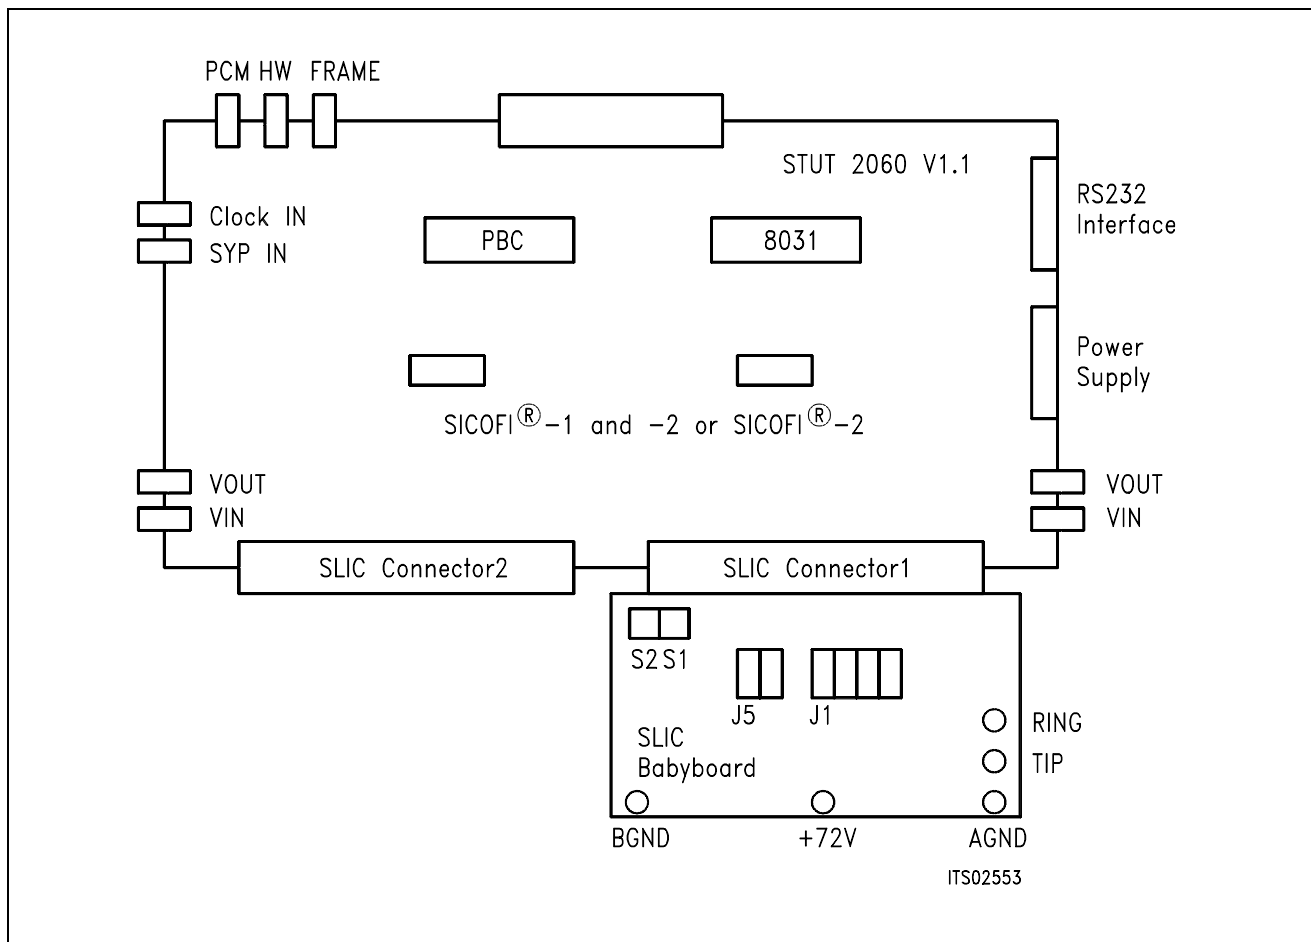 PCM HW FRAME
STUT 2060 V1.1
RS232
Interface
Clock IN
SYP IN
PBC
8031
Power
Supply
SICOFI®-1 and -2 or SICOFI®-2
VOUT
VIN
VOUT
VIN
SLIC Connector2
SLIC Connector1
S2 S1
J5
J1
SLIC
Babyboard
RING
TIP
BGND
+72V
AGND
ITS02553